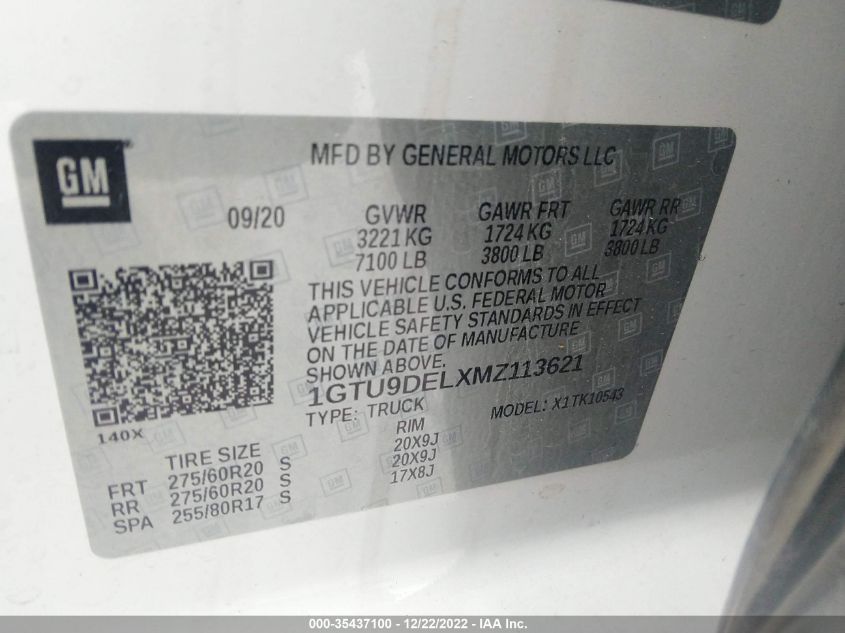 GM
MFD BY GENERAL MOTORS LLC
09/20
GVWR GAWR FRT GAWR RR
3221 KG 1724 KG 1724 KG
7100 LB 3800 LB 3800 LB
THIS VEHICLE CONFORMS TO ALL
APPLICABLE U.S. FEDERAL MOTOR
VEHICLE SAFETY STANDARDS IN EFFECT
ON THE DATE OF MANUFACTURE
SHOWN ABOVE.
1GTU9DELXMZ113621
TYPE: TRUCK MODEL: X1TK10543
140X
TIRE SIZE RIM
FRT 275/60R20 S 20X9J
RR 275/60R20 S 20X9J
SPA 255/80R17 S 17X8J
000-35437100 - 12/22/2022 - IAA Inc.